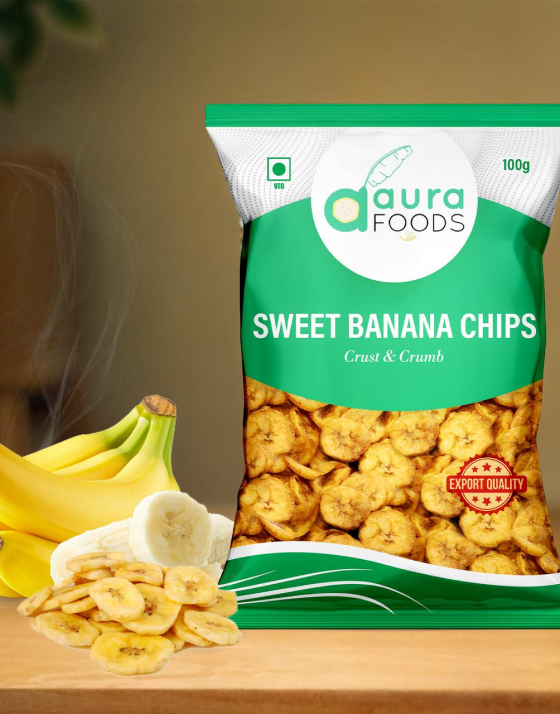 100g
VEG
aura
FOODS
SWEET BANANA CHIPS
Crust & Crumb
EXPORT QUALITY